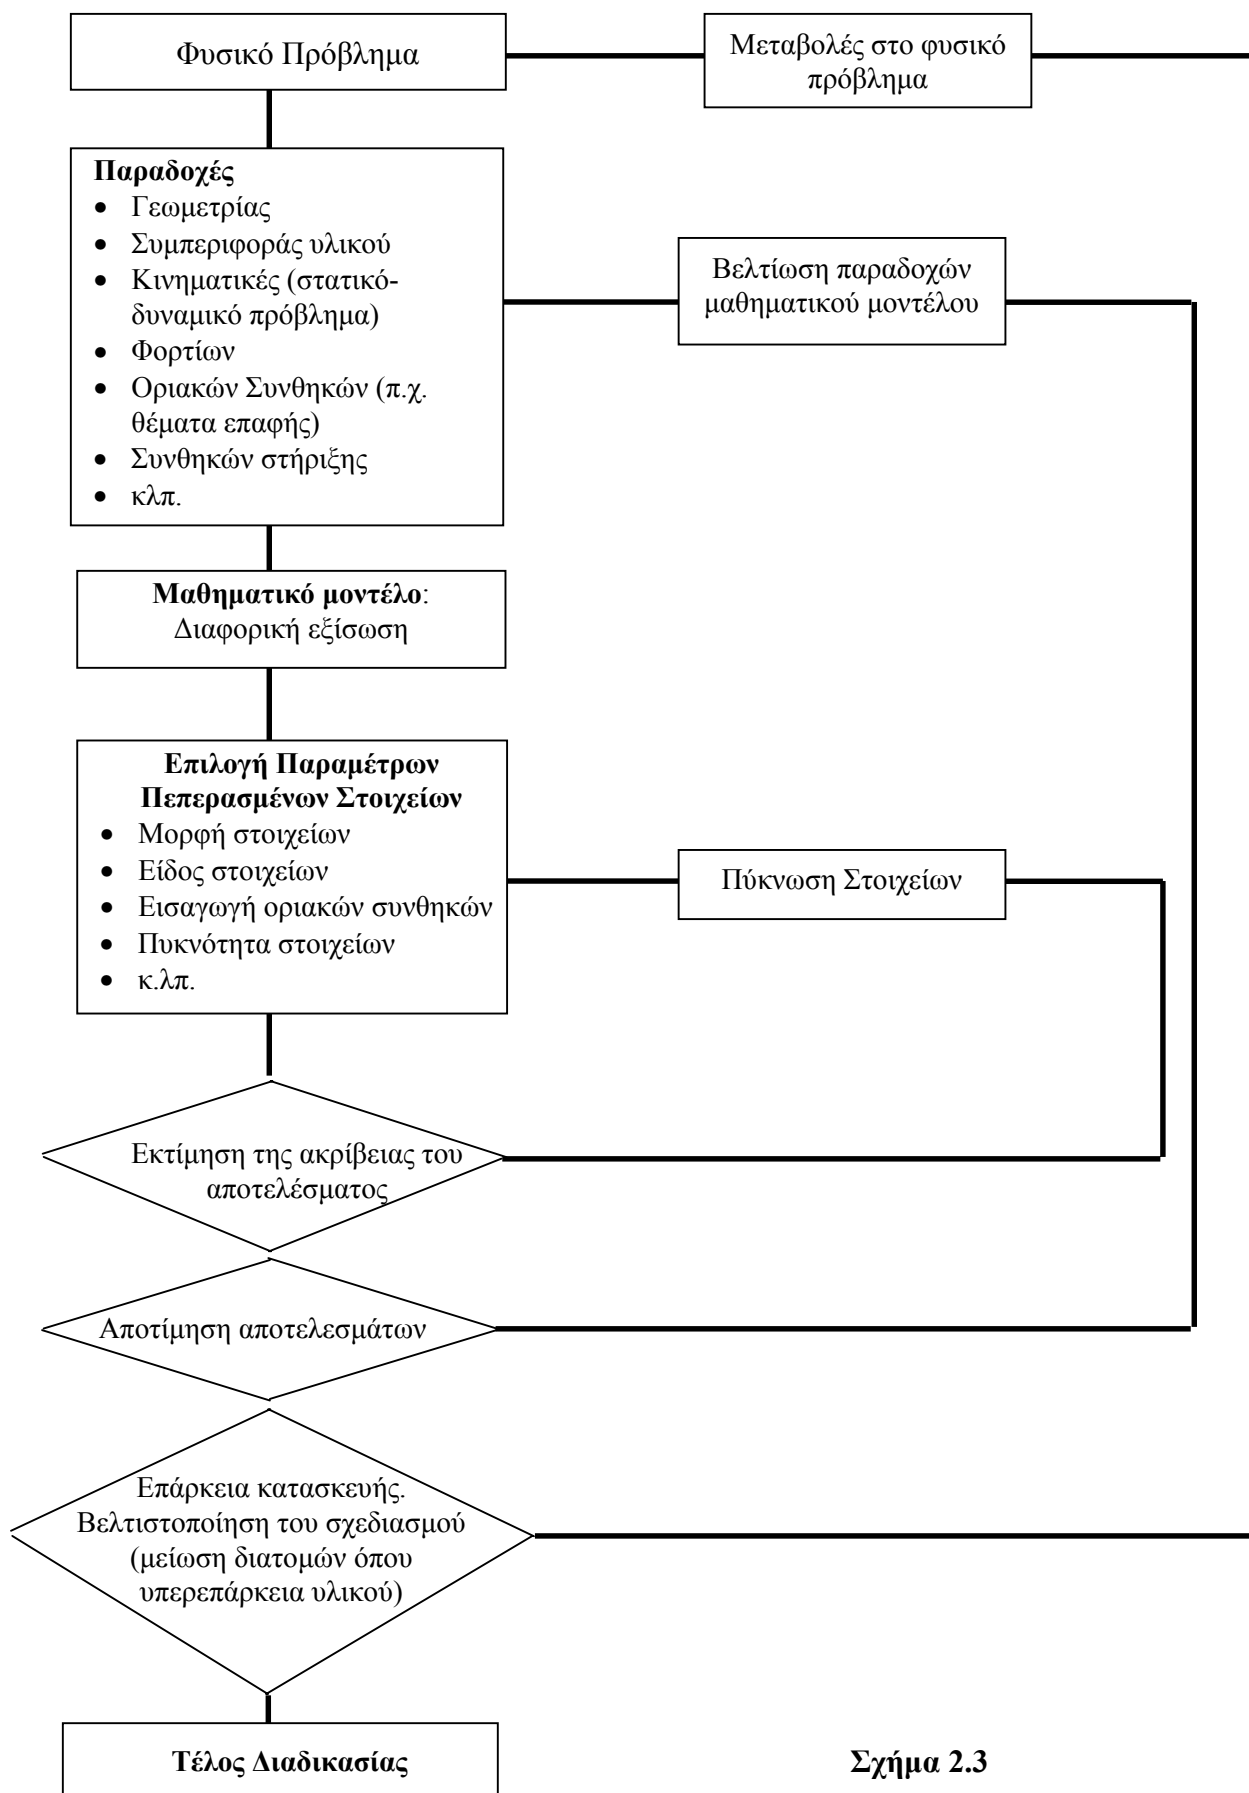 Φυσικό Πρόβλημα
Μεταβολές στο φυσικό
πρόβλημα
Παραδοχές
• Γεωμετρίας
• Συμπεριφοράς υλικού
• Κινηματικές (στατικό-
δυναμικό πρόβλημα)
• Φορτίων
• Οριακών Συνθηκών (π.χ.
θέματα επαφής)
• Συνθηκών στήριξης
• κλπ.
Βελτίωση παραδοχών
μαθηματικού μοντέλου
Μαθηματικό μοντέλο:
Διαφορική εξίσωση
Επιλογή Παραμέτρων
Πεπερασμένων Στοιχείων
• Μορφή στοιχείων
• Είδος στοιχείων
• Εισαγωγή οριακών συνθηκών
• Πυκνότητα στοιχείων
• κ.λπ.
Πύκνωση Στοιχείων
Εκτίμηση της ακρίβειας του
αποτελέσματος
Αποτίμηση αποτελεσμάτων
Επάρκεια κατασκευής.
Βελτιστοποίηση του σχεδιασμού
(μείωση διατομών όπου
υπερεπάρκεια υλικού)
Τέλος Διαδικασίας
Σχήμα 2.3